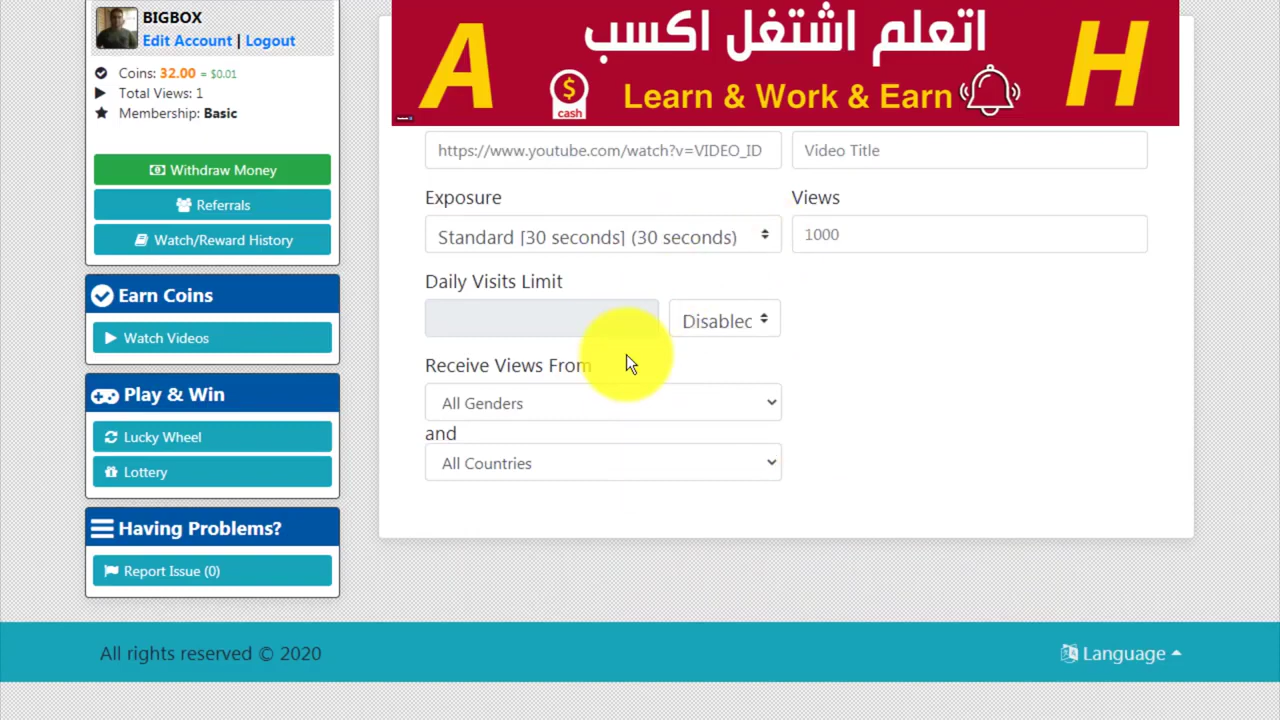 BIGBOX
Edit Account | Logout
Coins: 32.00 = $0.01
Total Views: 1
Membership: Basic
Withdraw Money
Referrals
Watch/Reward History
Earn Coins
Watch Videos
Play & Win
Lucky Wheel
Lottery
Having Problems?
Report Issue (0)
A
اتعلم اشتغل اكسب
$
cash
Learn & Work & Earn
H
https://www.youtube.com/watch?v=VIDEO_ID
Video Title
Exposure
Views
Standard [30 seconds] (30 seconds)
1000
Daily Visits Limit
Disabled
Receive Views From
All Genders
and
All Countries
All rights reserved © 2020
Language